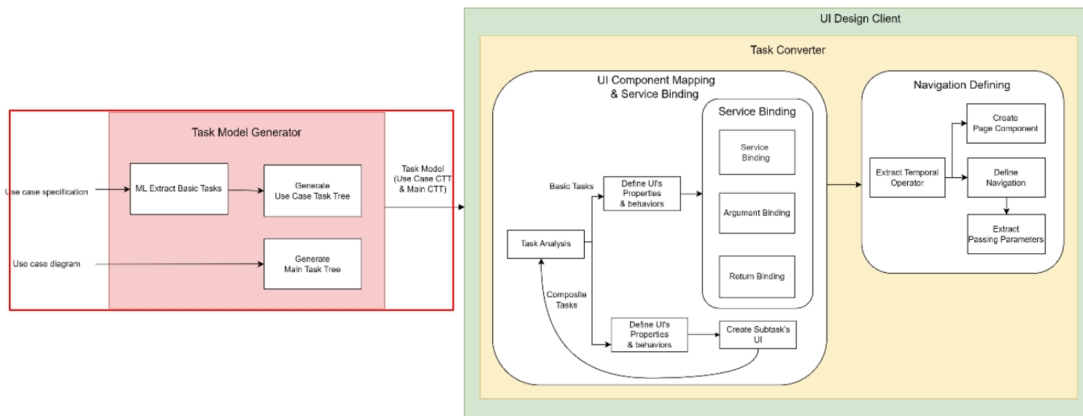 UI Design Client
Task Converter
UI Component Mapping
& Service Binding
Navigation Defining
Service Binding
Task Model Generator
Create
Page Component
Service
Binding
Task Model
(Use Case CTT
& Main CTT)
Basic Tasks
Define UI's
Properties
& behaviors
Extract Temporal
Operator
Define
Navigation
Use case specification
ML Extract Basic Tasks
Generate
Use Case Task Tree
Argument Binding
Extract
Passing Parameters
Task Analysis
Use case diagram
Generate
Main Task Tree
Return Binding
Composite
Tasks
Define UI's
Properties
& behaviors
Create Subtask's
UI